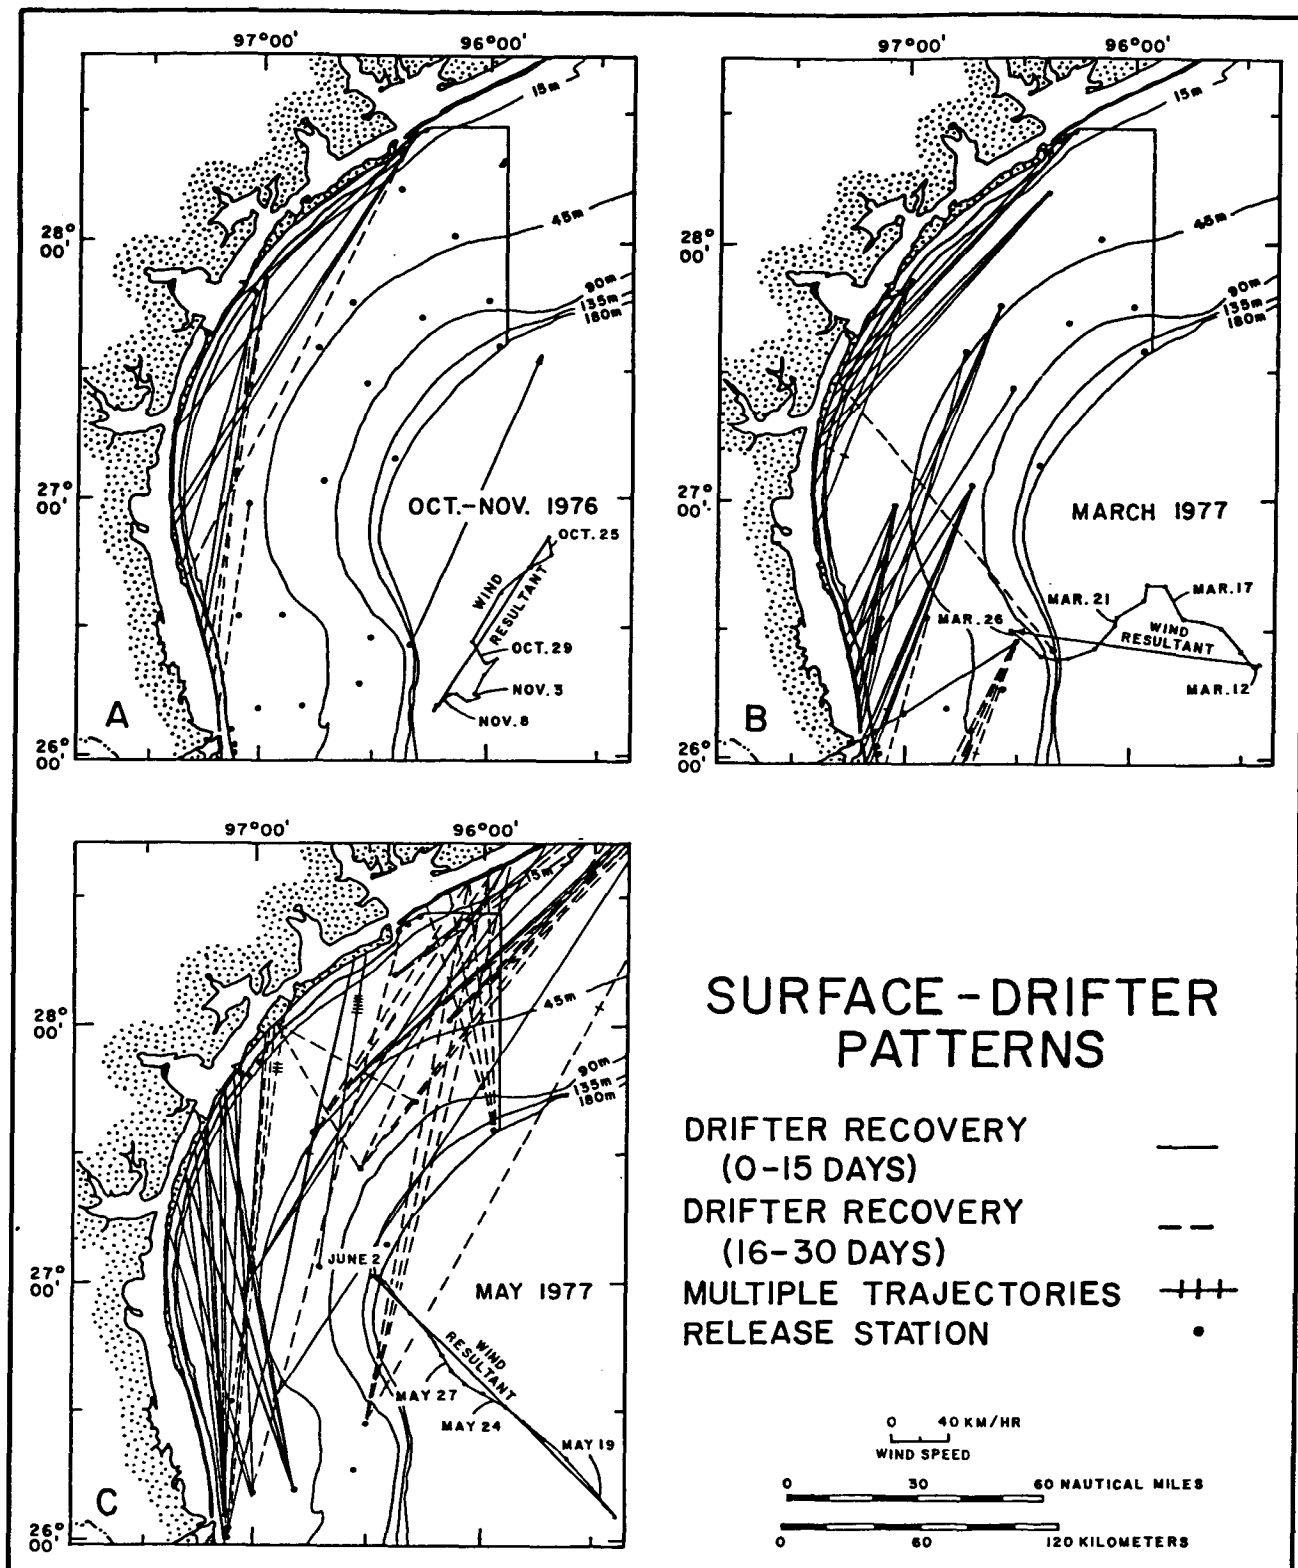 97°00' 96°00'
15m
28°
00'
45m
90m
135m
180m
27°
00'
OCT.-NOV. 1976
OCT. 25
WIND
RESULTANT
OCT. 29
NOV. 3
NOV. 8
A
26°
00'
97°00' 96°00'
15m
28°
00'
45m
90m
135m
180m
27°
00'
MARCH 1977
MAR. 21
MAR. 17
MAR. 26
WIND
RESULTANT
MAR. 12
B
26°
00'
97°00' 96°00'
15m
28°
00'
45m
90m
135m
180m
JUNE 2
27°
00'
MAY 1977
WIND
RESULTANT
MAY 27
MAY 24
MAY 19
C
26°
00'
SURFACE-DRIFTER
PATTERNS
DRIFTER RECOVERY
(0-15 DAYS)
DRIFTER RECOVERY
(16-30 DAYS)
MULTIPLE TRAJECTORIES
RELEASE STATION
0 40 KM/HR
WIND SPEED
0 30 60 NAUTICAL MILES
0 60 120 KILOMETERS